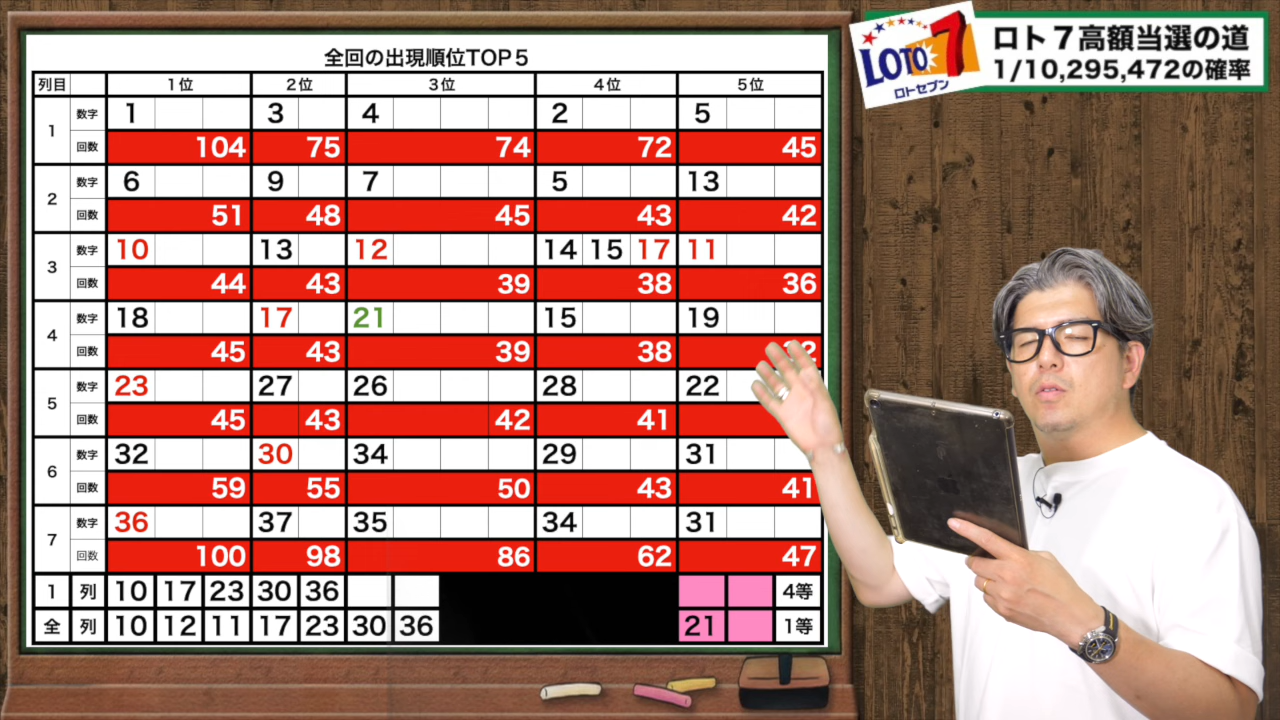 全回の出現順位TOP5
列目 1位 2位 3位 4位 5位
1 数字 1 3 4 2 5
回数 104 75 74 72 45
2 数字 6 9 7 5 13
回数 51 48 45 43 42
3 数字 10 13 12 14 15 17 11
回数 44 43 39 38 36
4 数字 18 17 21 15 19
回数 45 43 39 38
5 数字 23 27 26 28 22
回数 45 43 42 41
6 数字 32 30 34 29 31
回数 59 55 50 43 41
7 数字 36 37 35 34 31
回数 100 98 86 62 47
1 列 10 17 23 30 36 4等
全 列 10 12 11 17 23 30 36 21 1等
LOTO 7
ロトセブン
ロト7高額当選の道
1/10,295,472の確率